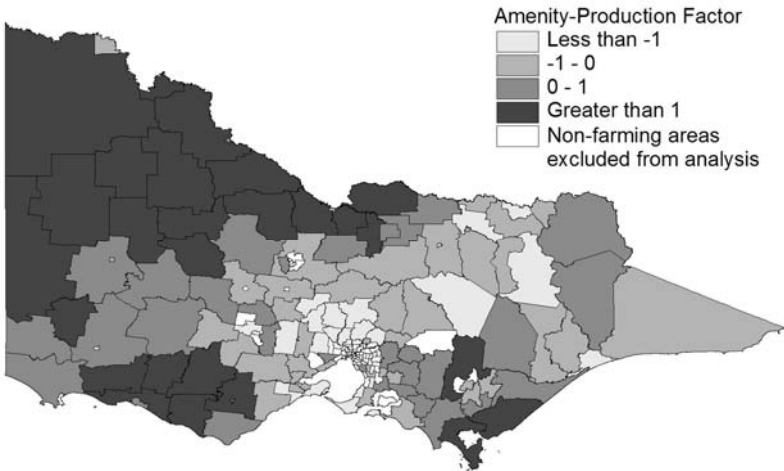 Amenity-Production Factor
Less than -1
-1 - 0
0 - 1
Greater than 1
Non-farming areas
excluded from analysis